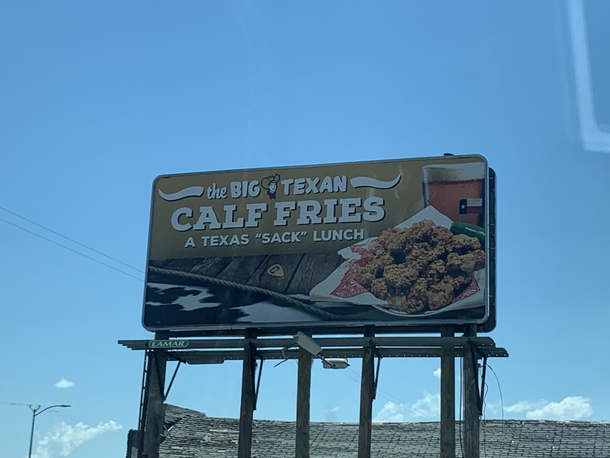 the BIG TEXAN
CALF FRIES
A TEXAS "SACK" LUNCH
LAMAR